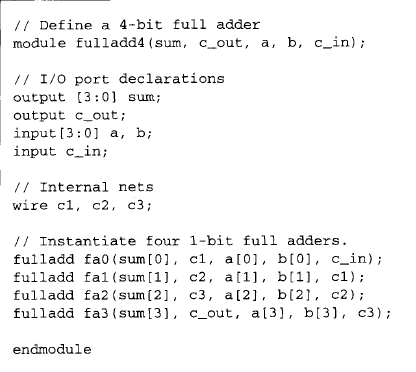 // Define a 4-bit full adder
module fulladd4(sum, c_out, a, b, c_in);
// I/O port declarations
output [3:0] sum;
output c_out;
input[3:0] a, b;
input c_in;
// Internal nets
wire c1, c2, c3;
// Instantiate four 1-bit full adders.
fulladd fa0(sum[0], c1, a[0], b[0], c_in);
fulladd fa1(sum[1], c2, a[1], b[1], c1);
fulladd fa2(sum[2], c3, a[2], b[2], c2);
fulladd fa3(sum[3], c_out, a[3], b[3], c3);
endmodule